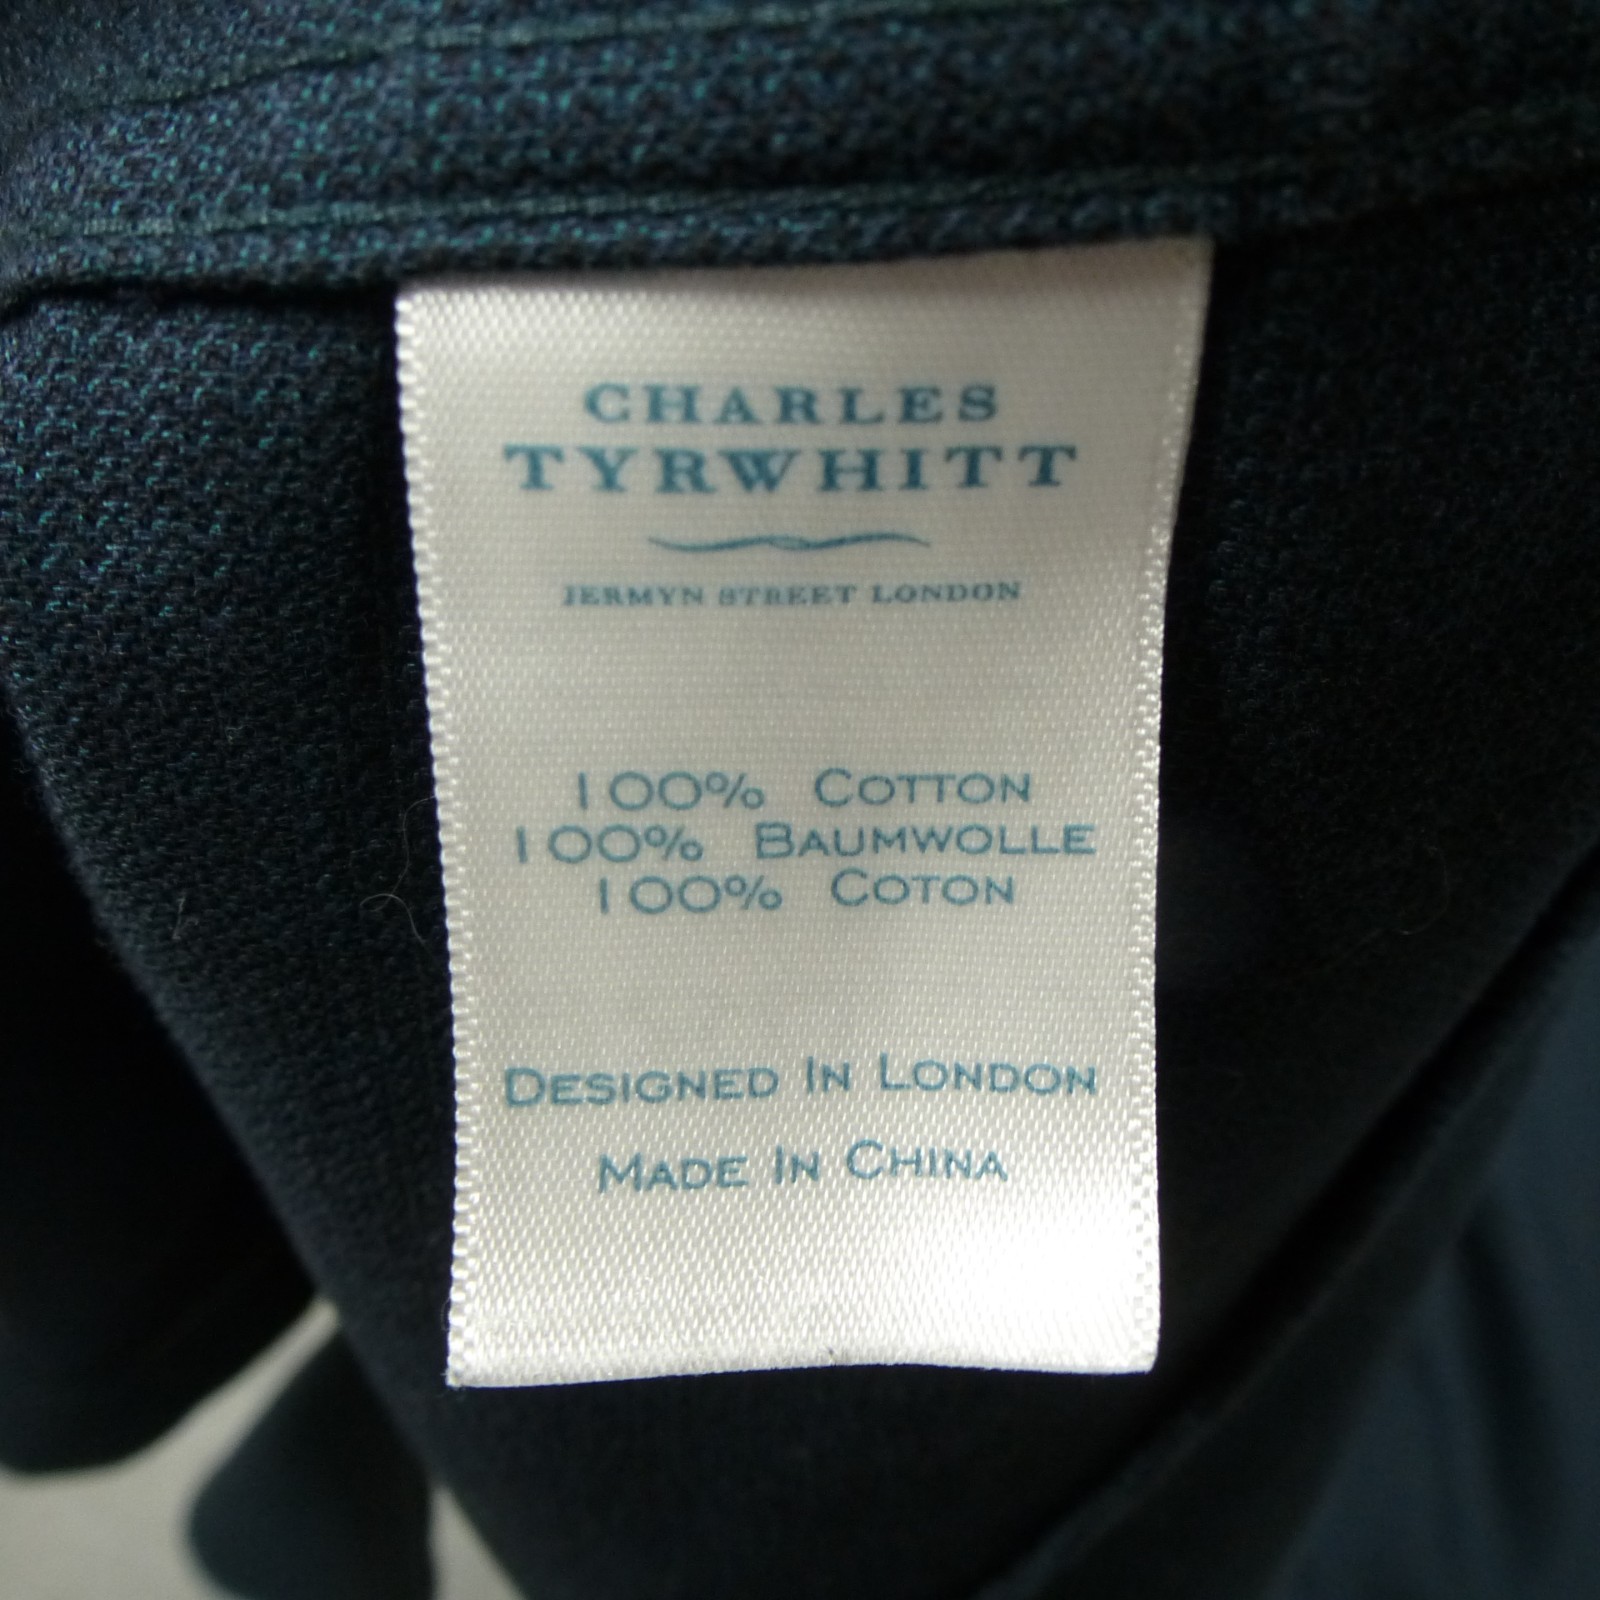 CHARLES
TYRWHITT
JERMYN STREET LONDON
100% COTTON
100% BAUMWOLLE
100% COTON
DESIGNED IN LONDON
MADE IN CHINA